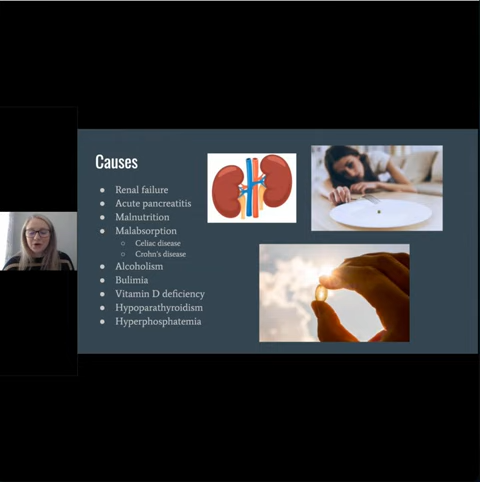 Causes
Renal failure
Acute pancreatitis
Malnutrition
Malabsorption
Celiac disease
Crohn's disease
Alcoholism
Bulimia
Vitamin D deficiency
Hypoparathyroidism
Hyperphosphatemia